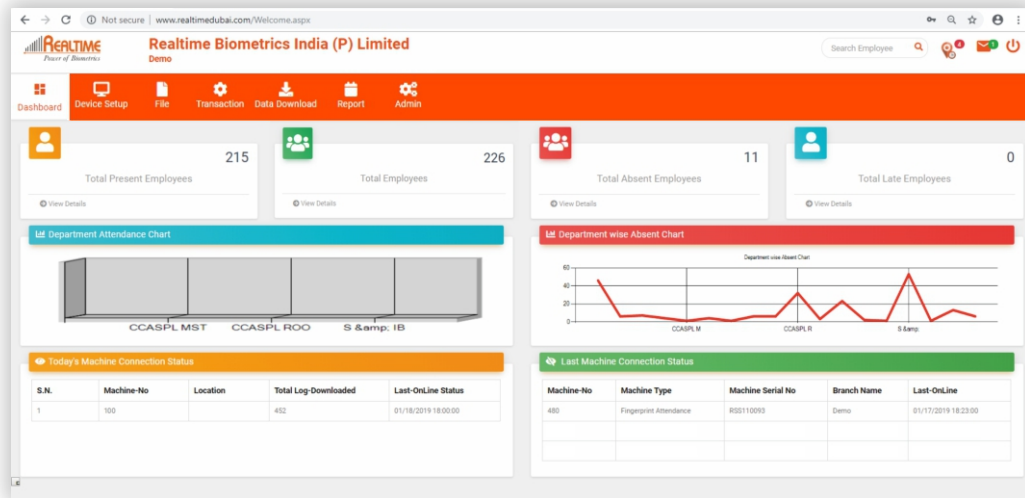 Not secure | www.realtimedubai.com/Welcome.aspx
REALTIME
Power of Biometrics
Realtime Biometrics India (P) Limited
Demo
Search Employee
4
1
Dashboard Device Setup File Transaction Data Download Report Admin
215 226 11 0
Total Present Employees Total Employees Total Absent Employees Total Late Employees
View Details View Details View Details View Details
Department Attendance Chart
CCASPL MST CCASPL ROO S &amp; IB
Department wise Absent Chart
Department wise Absent Chart
60
40
20
0
CCASPL M CCASPL R S &amp;
Today's Machine Connection Status
S.N. Machine-No Location Total Log-Downloaded Last-OnLine Status
1 100 452 01/18/2019 18:00:00
Last Machine Connection Status
Machine-No Machine Type Machine Serial No Branch Name Last-OnLine
480 Fingerprint Attendance RSS110093 Demo 01/17/2019 18:23:00